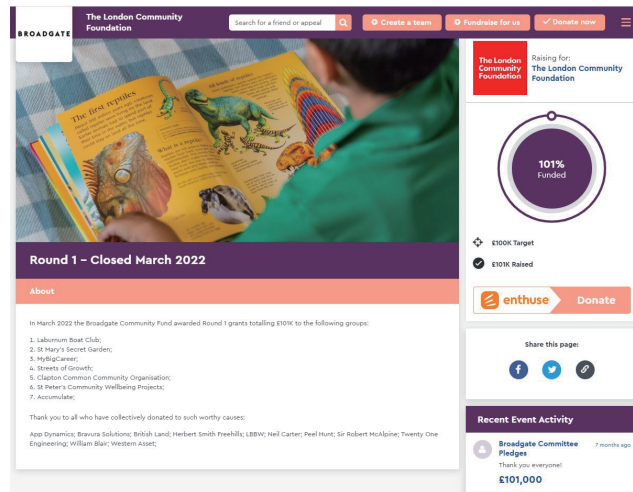 BROADGATE
The London Community
Foundation
Search for a friend or appeal
Create a team
Fundraise for us
Donate now
The first reptiles
What is a reptile
All kinds of reptiles
Round 1 – Closed March 2022
About
In March 2022 the Broadgate Community Fund awarded Round 1 grants totalling £101K to the following groups:
1. Laburnum Boat Club;
2. St Mary's Secret Garden;
3. MyBigCareer;
4. Streets of Growth;
5. Clapton Common Community Organisation;
6. St Peter's Community Wellbeing Projects;
7. Accumulate;
Thank you to all who have collectively donated to such worthy causes:
App Dynamics; Bravura Solutions; British Land; Herbert Smith Freehills; LBBW; Neil Carter; Peel Hunt; Sir Robert McAlpine; Twenty One
Engineering; William Blair; Western Asset;
The London
Community
Foundation
Raising for:
The London Community
Foundation
101%
Funded
£100K Target
£101K Raised
enthuse
Donate
Share this page:
Recent Event Activity
Broadgate Committee
Pledges
7 months ago
Thank you everyone!
£101,000